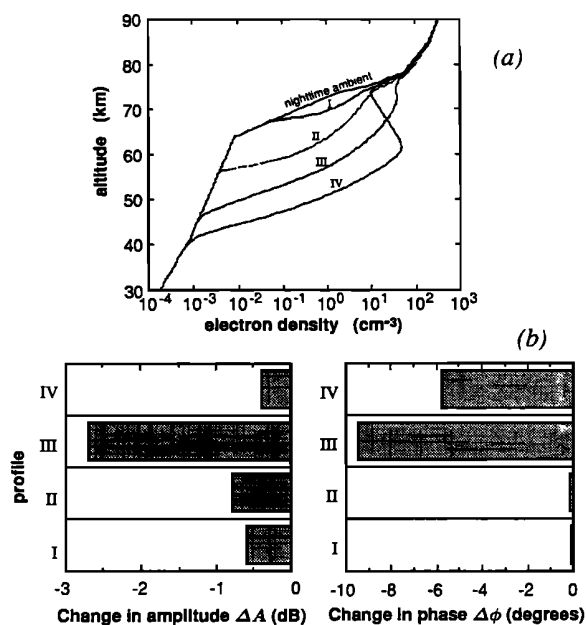 (a)
90
80
70
60
50
40
30
altitude (km)
nighttime ambient
I
II
III
IV
10-4 10-3 10-2 10-1 100 101 102 103
electron density (cm-3)
(b)
profile
IV
III
II
I
-3 -2 -1 0
Change in amplitude ΔA (dB)
IV
III
II
I
-10 -8 -6 -4 -2 0
Change in phase Δϕ (degrees)